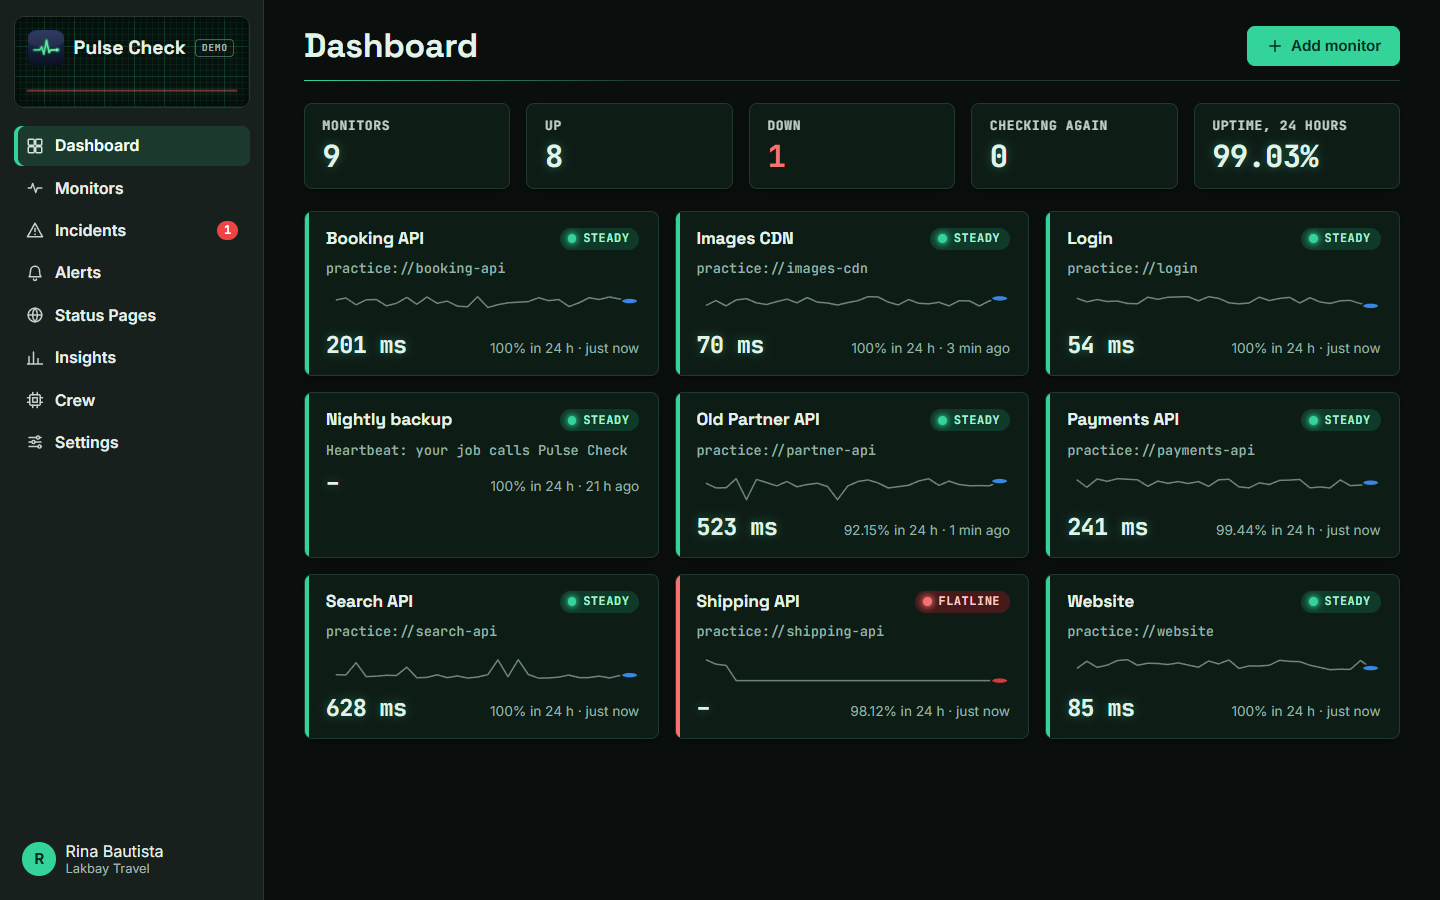 Pulse Check DEMO
Dashboard
Monitors
Incidents 1
Alerts
Status Pages
Insights
Crew
Settings
Rina Bautista
Lakbay Travel
Dashboard
Add monitor
MONITORS
9
UP
8
DOWN
1
CHECKING AGAIN
0
UPTIME, 24 HOURS
99.03%
Booking API STEADY
practice://booking-api
201 ms 100% in 24 h · just now
Images CDN STEADY
practice://images-cdn
70 ms 100% in 24 h · 3 min ago
Login STEADY
practice://login
54 ms 100% in 24 h · just now
Nightly backup STEADY
Heartbeat: your job calls Pulse Check
– 100% in 24 h · 21 h ago
Old Partner API STEADY
practice://partner-api
523 ms 92.15% in 24 h · 1 min ago
Payments API STEADY
practice://payments-api
241 ms 99.44% in 24 h · just now
Search API STEADY
practice://search-api
628 ms 100% in 24 h · just now
Shipping API FLATLINE
practice://shipping-api
– 98.12% in 24 h · just now
Website STEADY
practice://website
85 ms 100% in 24 h · just now
R